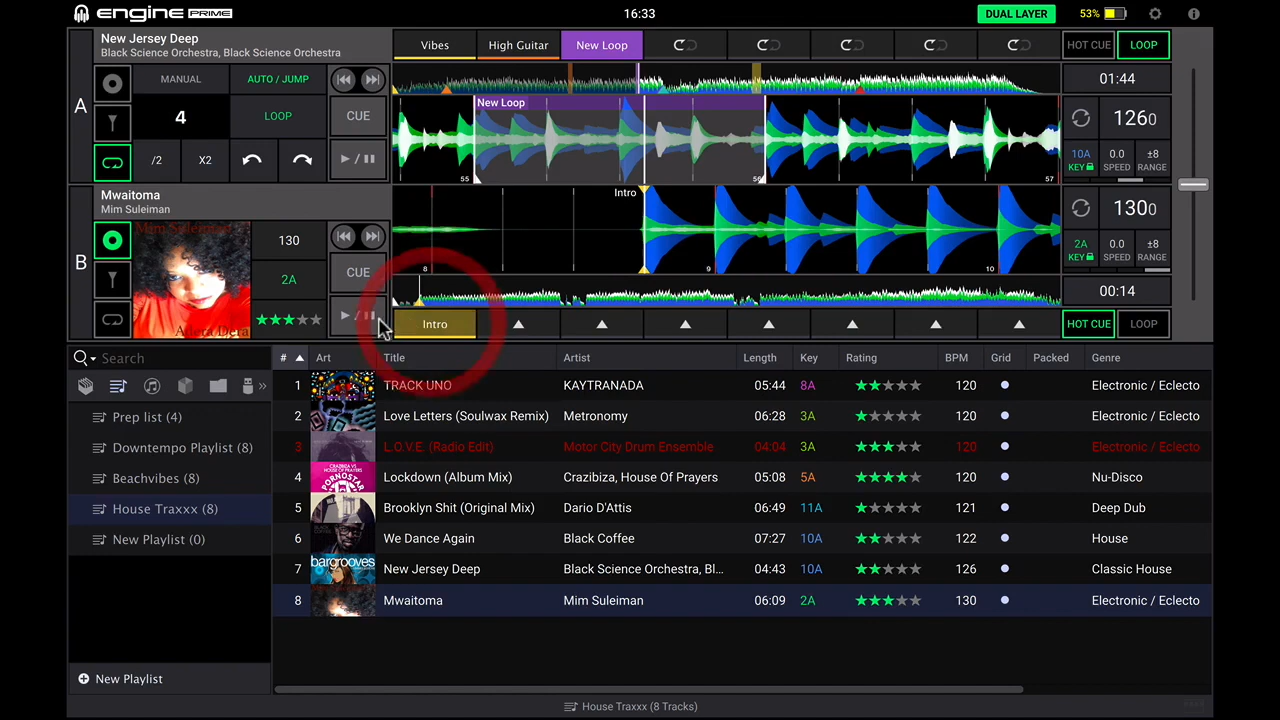 engine PRIME
16:33
DUAL LAYER
53%
New Jersey Deep
Black Science Orchestra, Black Science Orchestra
Vibes
High Guitar
New Loop
HOT CUE
LOOP
A
MANUAL
AUTO / JUMP
4
LOOP
/2
X2
CUE
New Loop
55
56
57
01:44
1260
10A
KEY
0.0
SPEED
±8
RANGE
B
Mwaitoma
Mim Suleiman
Mim Suleiman
130
2A
CUE
Intro
8
9
10
1300
2A
KEY
0.0
SPEED
±8
RANGE
00:14
Intro
HOT CUE
LOOP
Search
Prep list (4)
Downtempo Playlist (8)
Beachvibes (8)
House Traxxx (8)
New Playlist (0)
New Playlist
# Art Title Artist Length Key Rating BPM Grid Packed Genre
1 TRACK UNO KAYTRANADA 05:44 8A 120 Electronic / Eclecto
2 Love Letters (Soulwax Remix) Metronomy 06:28 3A 120 Electronic / Eclecto
3 L.O.V.E. (Radio Edit) Motor City Drum Ensemble 04:04 3A 120 Electronic / Eclecto
4 Lockdown (Album Mix) Crazibiza, House Of Prayers 05:08 5A 120 Nu-Disco
5 Brooklyn Shit (Original Mix) Dario D'Attis 06:49 11A 121 Deep Dub
6 We Dance Again Black Coffee 07:27 10A 122 House
7 New Jersey Deep Black Science Orchestra, Bl... 04:43 10A 126 Classic House
8 Mwaitoma Mim Suleiman 06:09 2A 130 Electronic / Eclecto
House Traxxx (8 Tracks)